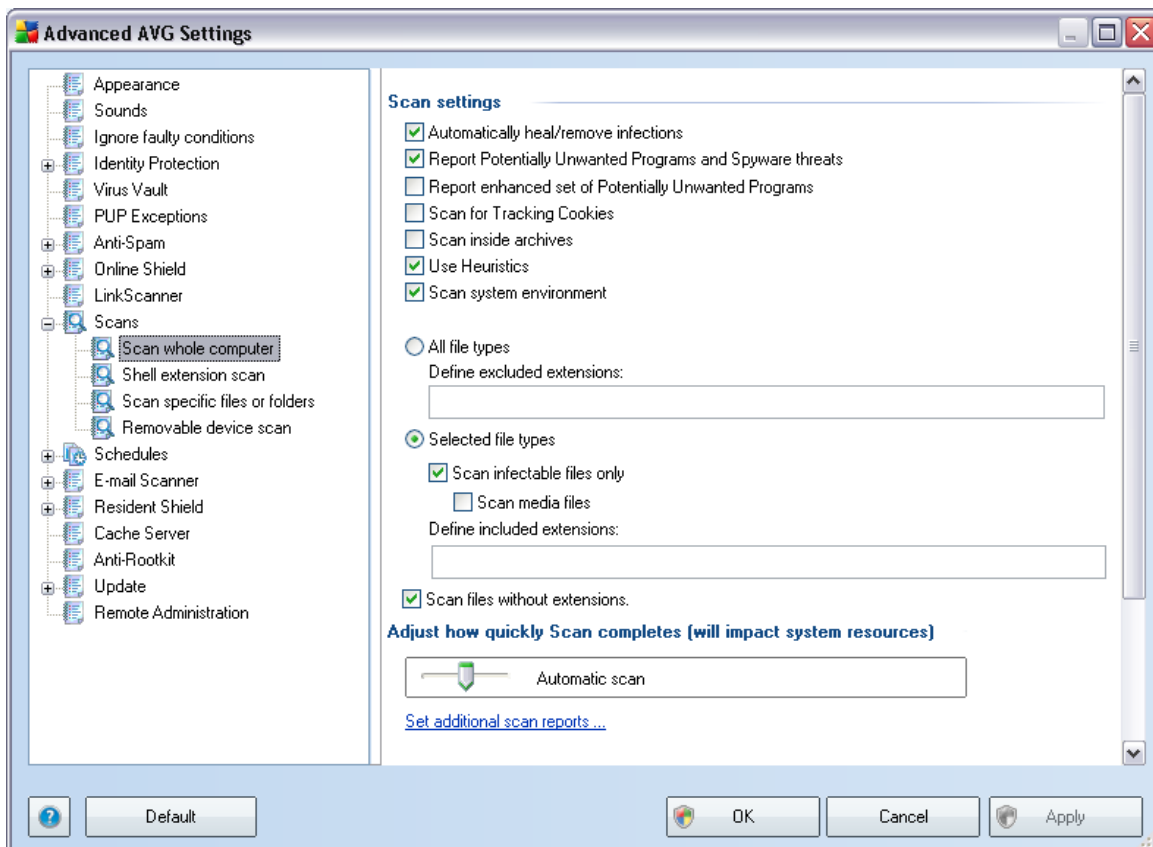 Advanced AVG Settings
Appearance
Sounds
Ignore faulty conditions
Identity Protection
Virus Vault
PUP Exceptions
Anti-Spam
Online Shield
LinkScanner
Scans
Scan whole computer
Shell extension scan
Scan specific files or folders
Removable device scan
Schedules
E-mail Scanner
Resident Shield
Cache Server
Anti-Rootkit
Update
Remote Administration
Scan settings
Automatically heal/remove infections
Report Potentially Unwanted Programs and Spyware threats
Report enhanced set of Potentially Unwanted Programs
Scan for Tracking Cookies
Scan inside archives
Use Heuristics
Scan system environment
All file types
Define excluded extensions:
Selected file types
Scan infectable files only
Scan media files
Define included extensions:
Scan files without extensions.
Adjust how quickly Scan completes (will impact system resources)
Automatic scan
Set additional scan reports ...
?
Default
OK
Cancel
Apply